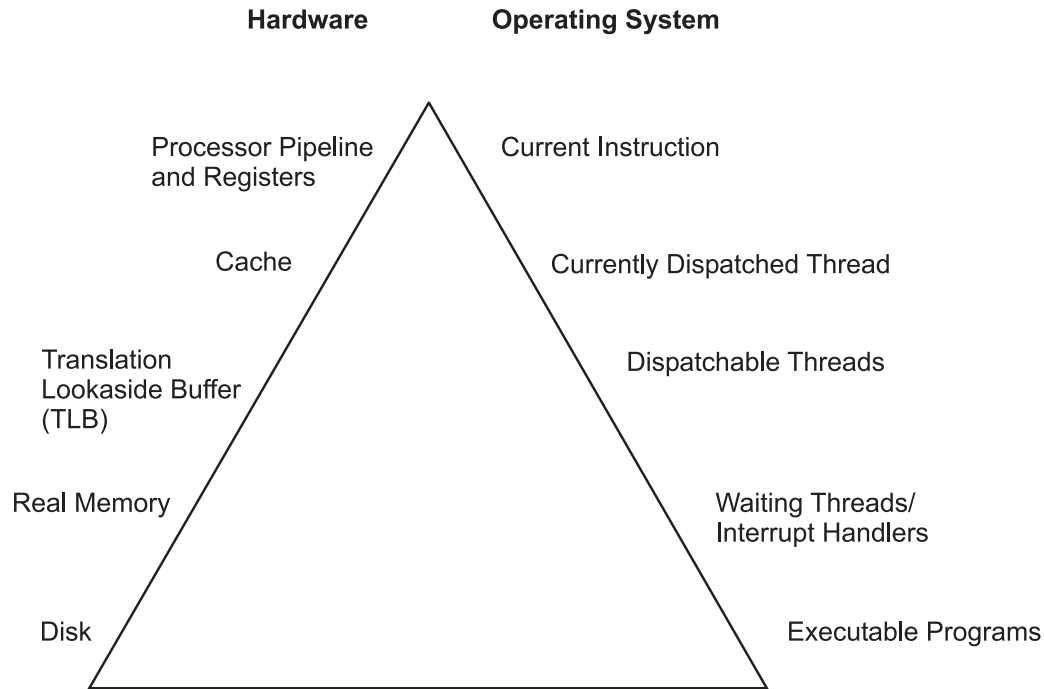 Hardware
Operating System
Processor Pipeline
and Registers
Current Instruction
Cache
Currently Dispatched Thread
Translation
Lookaside Buffer
(TLB)
Dispatchable Threads
Real Memory
Waiting Threads/
Interrupt Handlers
Disk
Executable Programs